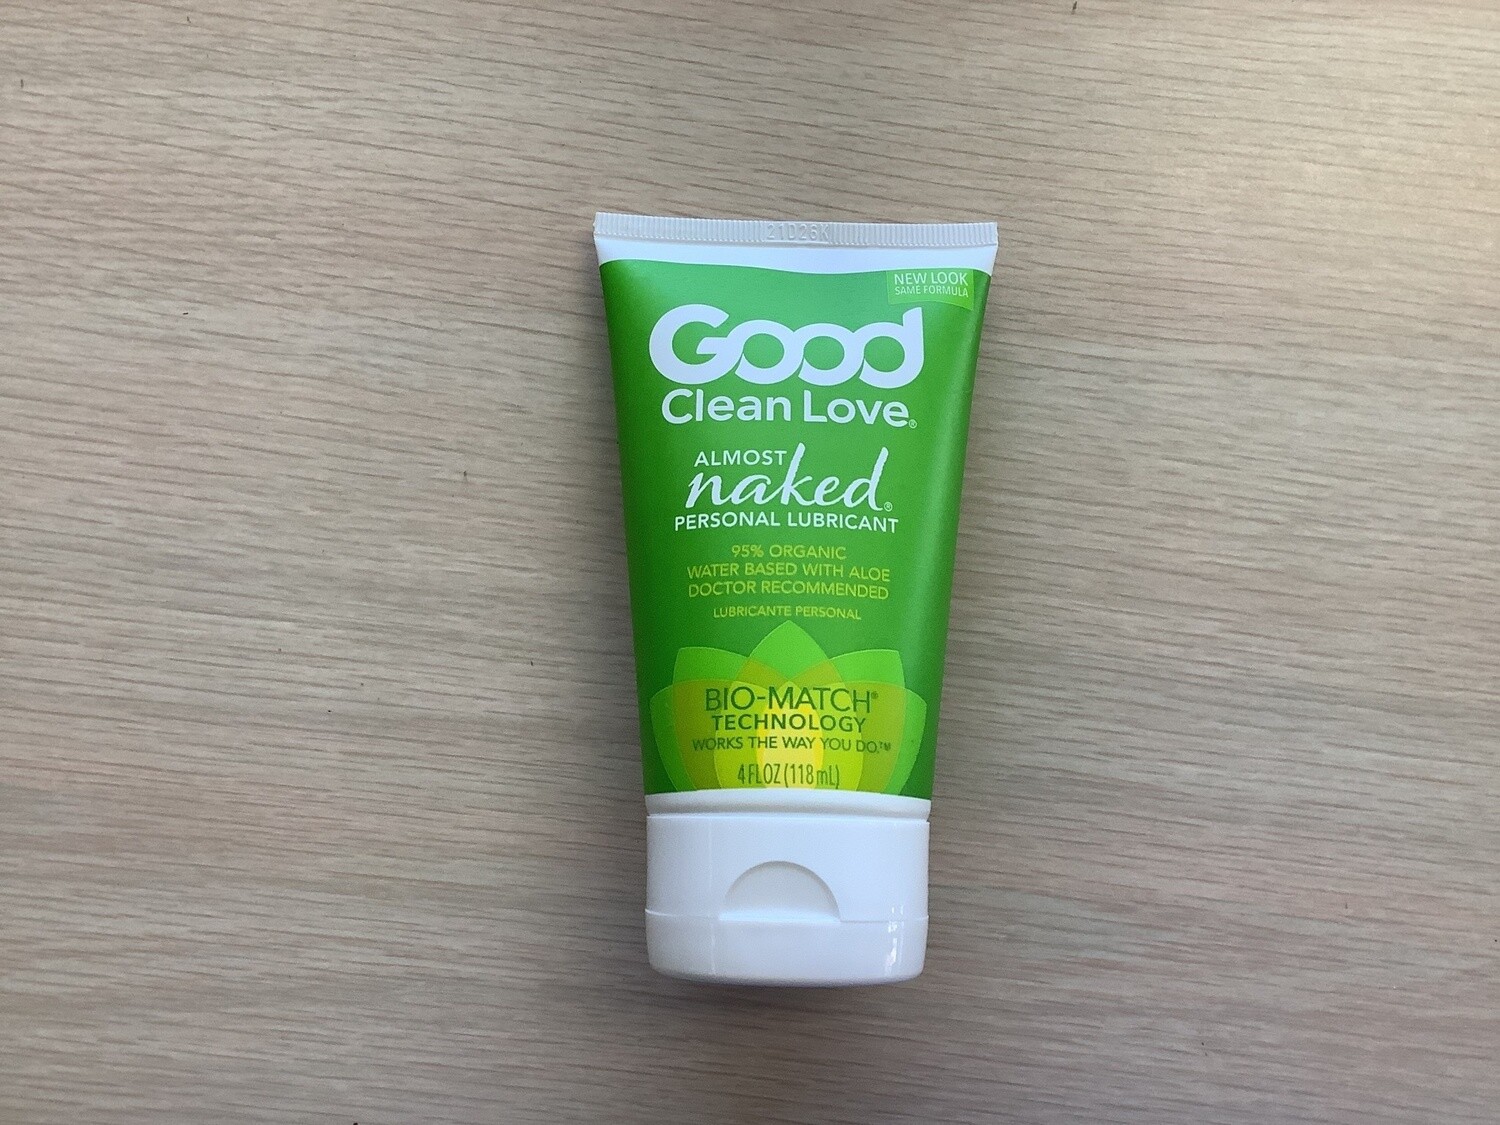 21D26K
NEW LOOK
SAME FORMULA
Good
Clean Love®
ALMOST
naked®
PERSONAL LUBRICANT
95% ORGANIC
WATER BASED WITH ALOE
DOCTOR RECOMMENDED
LUBRICANTE PERSONAL
BIO-MATCH®
TECHNOLOGY
WORKS THE WAY YOU DO.™
4 FL OZ (118 mL)